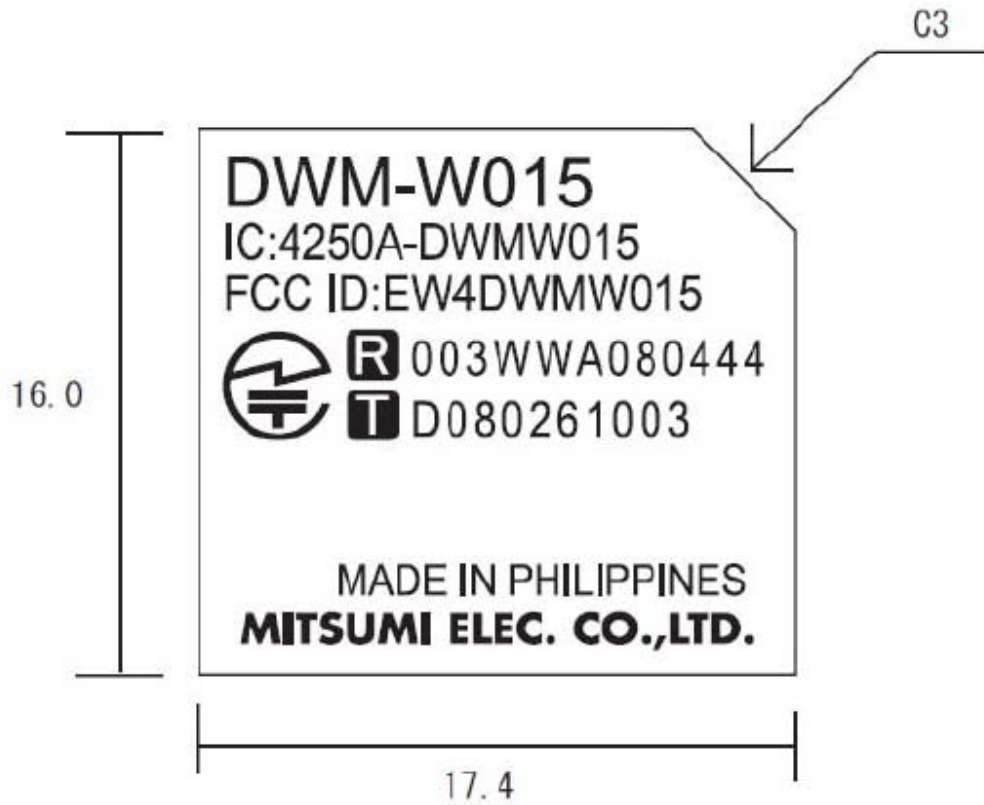 C3
DWM-W015
IC:4250A-DWMW015
FCC ID:EW4DWMW015
R 003WWA080444
T D080261003
16.0
MADE IN PHILIPPINES
MITSUMI ELEC. CO.,LTD.
17.4